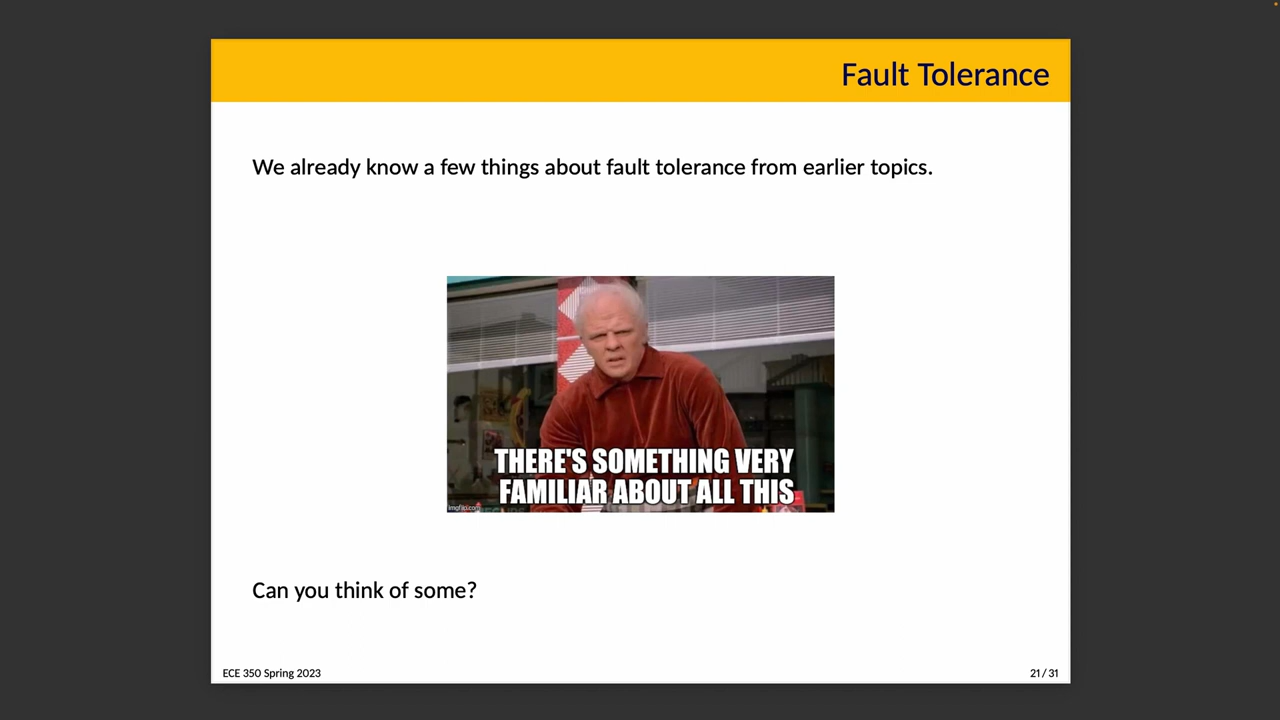 Fault Tolerance
We already know a few things about fault tolerance from earlier topics.
THERE'S SOMETHING VERY
FAMILIAR ABOUT ALL THIS
imgflip.com
Can you think of some?
ECE 350 Spring 2023
21 / 31